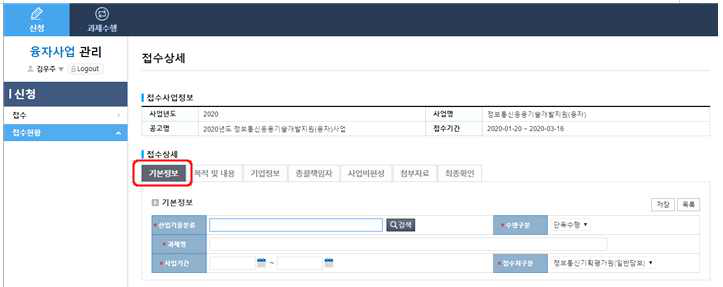 신청 과제수행
융자사업 관리
김우주 Logout
신청
접수
접수현황
접수상세
접수사업정보
사업년도 2020 사업명 정보통신응용기술개발지원(융자)
공고명 2020년도 정보통신응용기술개발지원(융자)사업 접수기간 2020-01-20 ~ 2020-03-16
접수상세
기본정보 목적 및 내용 기업정보 총괄책임자 사업비편성 첨부자료 최종확인
기본정보 저장 목록
*산업기술분류 검색 *수행구분 단독수행
*과제명
*사업기간 ~ *접수처구분 정보통신기획평가원(일반담보)